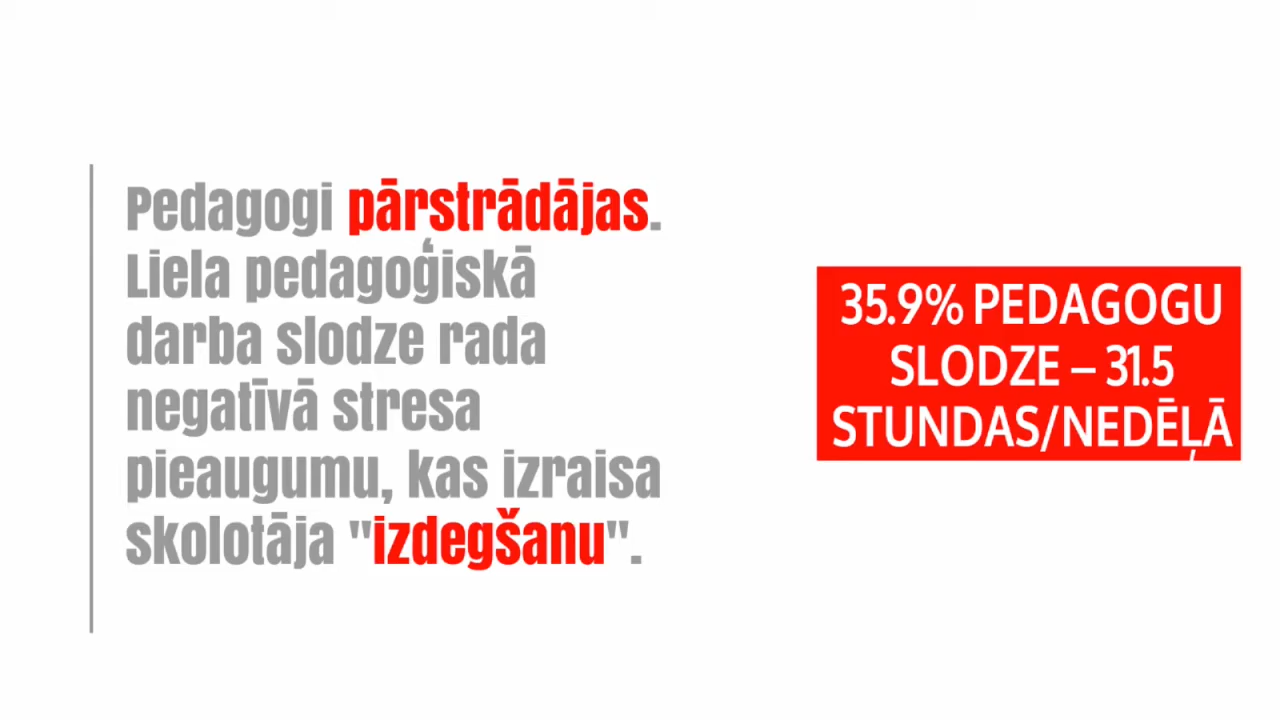 Pedagogi pārstrādājas.
Liela pedagoģiskā
darba slodze rada
negatīvā stresa
pieaugumu, kas izraisa
skolotāja "izdegšanu".
35.9% PEDAGOGU
SLODZE – 31.5
STUNDAS/NEDĒĻĀ